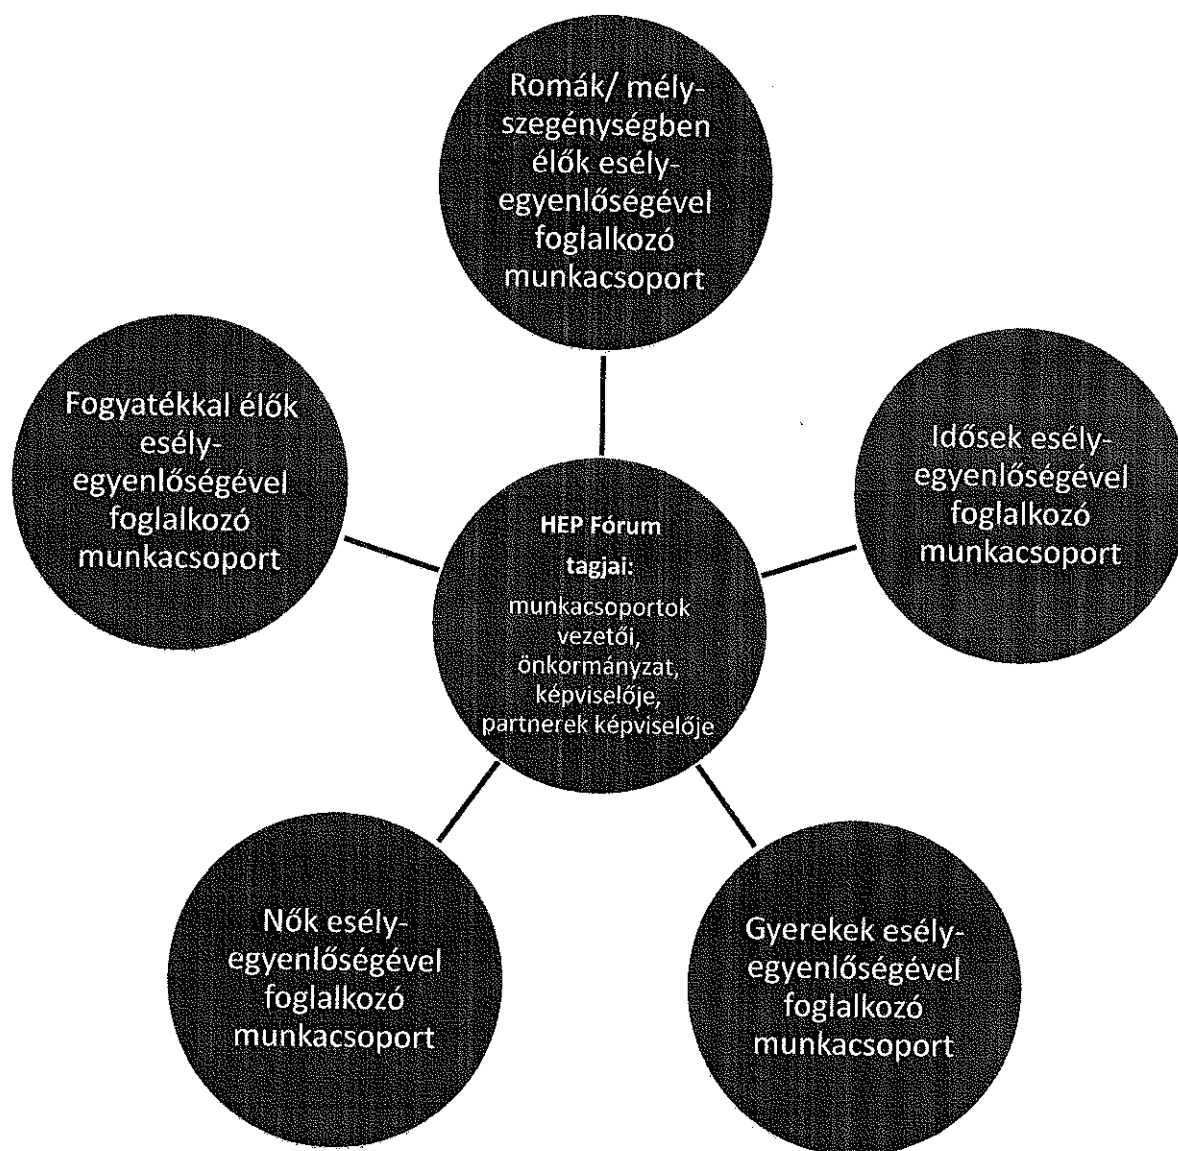 Romák/ mély-
szegénységben
élők esély-
egyenlőségével
foglalkozó
munkacsoport
Fogyatékkal élők
esély-
egyenlőségével
foglalkozó
munkacsoport
Idősek esély-
egyenlőségével
foglalkozó
munkacsoport
HEP Fórum
tagjai:
munkacsoportok
vezetői,
önkormányzat,
képviselője,
partnerek képviselője
Nők esély-
egyenlőségével
foglalkozó
munkacsoport
Gyerekek esély-
egyenlőségével
foglalkozó
munkacsoport